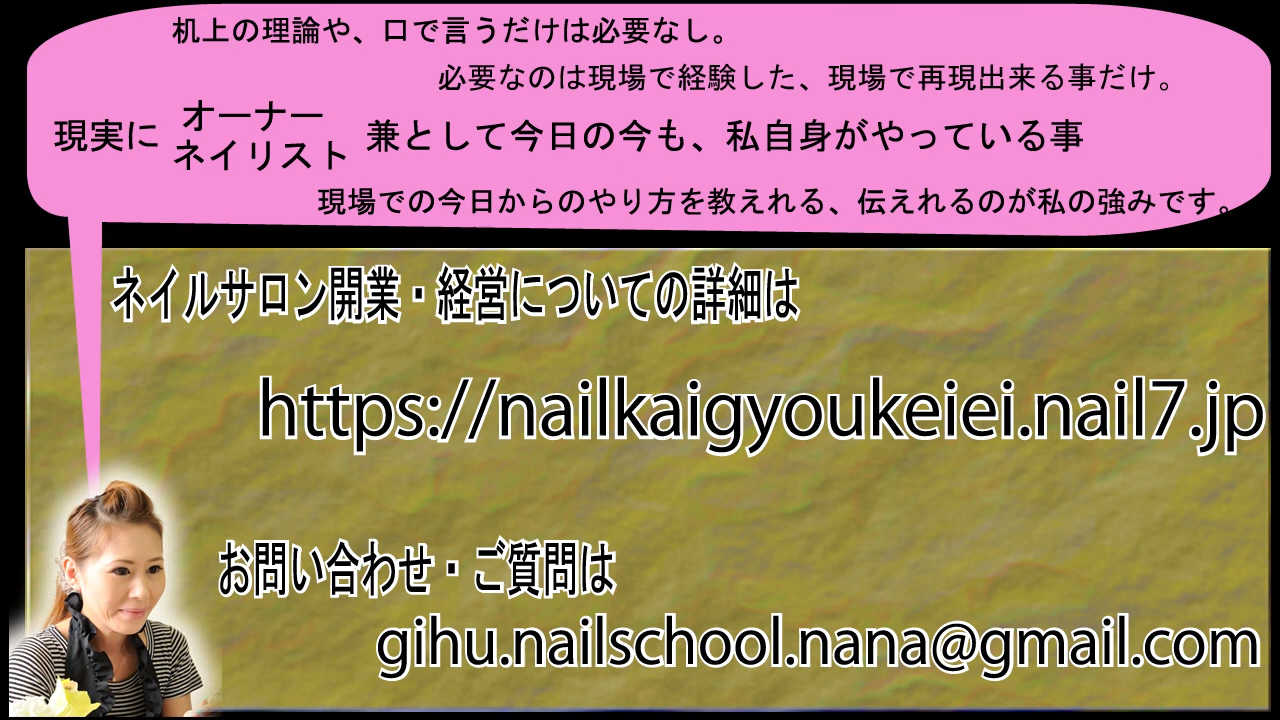 机上の理論や、口で言うだけは必要なし。
必要なのは現場で経験した、現場で再現出来る事だけ。
現実に オーナー ネイリスト 兼として今日の今も、私自身がやっている事
現場での今日からのやり方を教えれる、伝えれるのが私の強みです。
ネイルサロン開業・経営についての詳細は
https://nailkaigyoukeiei.nail7.jp
お問い合わせ・ご質問は
gihu.nailschool.nana@gmail.com